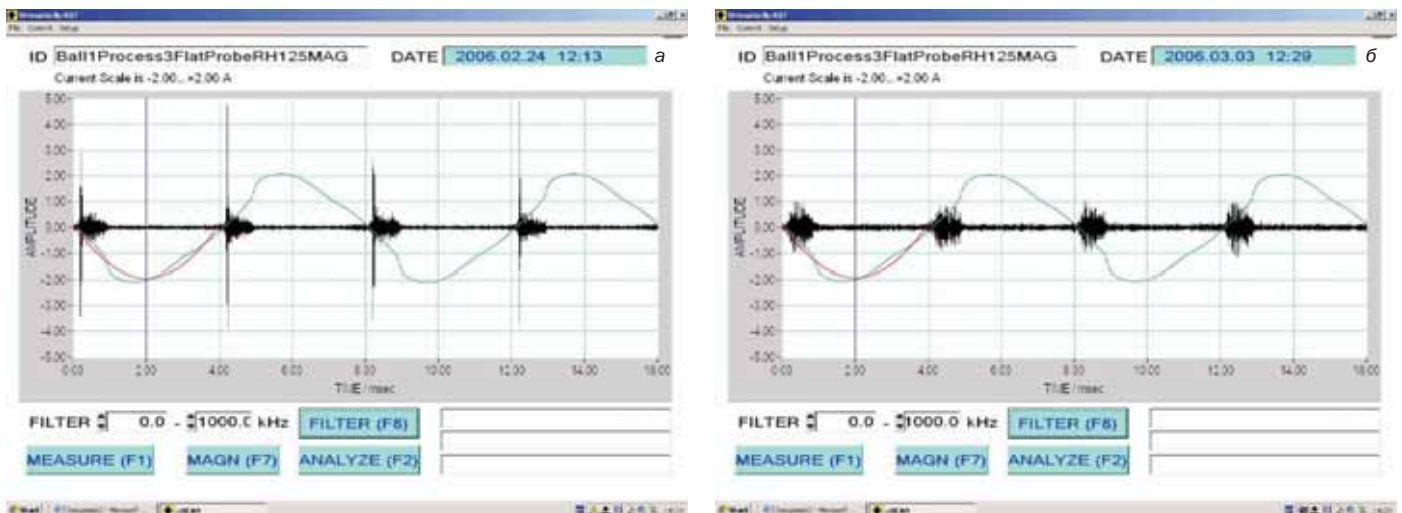 File
ID Ball1Process3FlatProbeRH125MAG DATE 2006.02.24 12:13 а
Current Scale is -2.00... +2.00 A
5.00
4.00
3.00
2.00
1.00
0.00
-1.00
-2.00
-3.00
-4.00
-5.00
AMPLITUDE
0.00 2.00 4.00 6.00 8.00 10.00 12.00 14.00 16.00
TIME / msec
FILTER 0.0 - 1000.0 kHz FILTER (F8)
MEASURE (F1) MAGN (F7) ANALYZE (F2)
Start
File
ID Ball1Process3FlatProbeRH125MAG DATE 2006.03.03 12:29 б
Current Scale is -2.00... +2.00 A
5.00
4.00
3.00
2.00
1.00
0.00
-1.00
-2.00
-3.00
-4.00
-5.00
AMPLITUDE
0.00 2.00 4.00 6.00 8.00 10.00 12.00 14.00 16.00
TIME / msec
FILTER 0.0 - 1000.0 kHz FILTER (F8)
MEASURE (F1) MAGN (F7) ANALYZE (F2)
Start